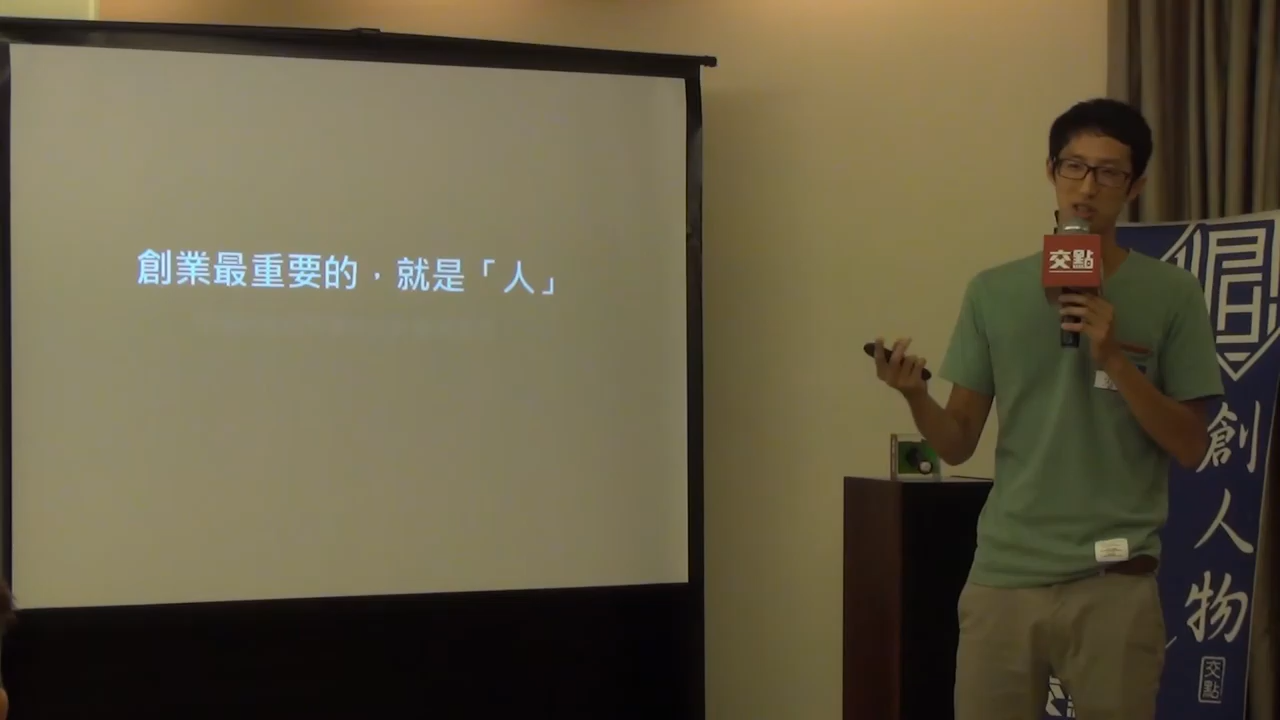 創業最重要的，就是「人」
交點
創人物
交點